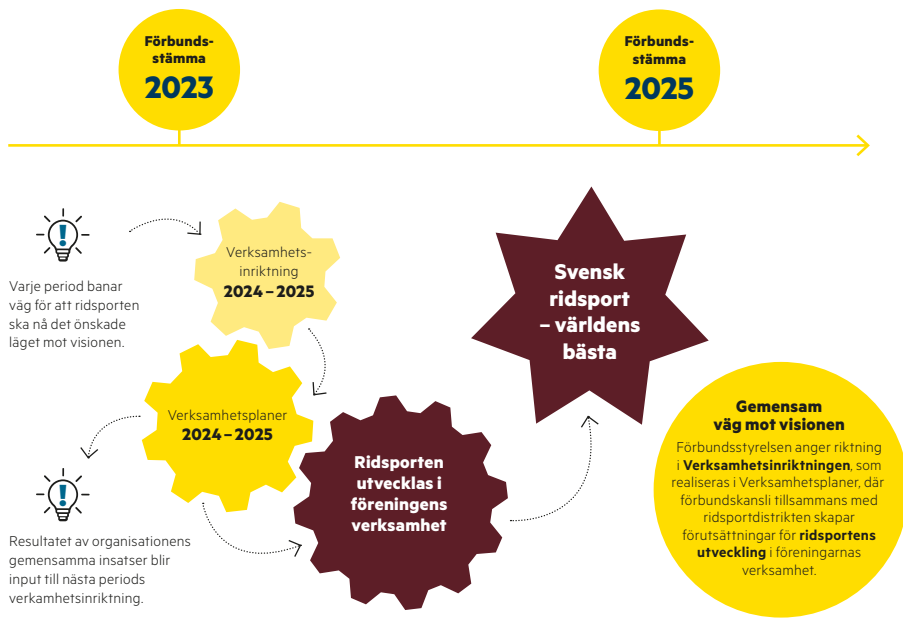 Förbunds-
stämma
2023
Förbunds-
stämma
2025
Varje period banar
väg för att ridsporten
ska nå det önskade
läget mot visionen.
Verksamhets-
inriktning
2024 – 2025
Verksamhetsplaner
2024 – 2025
Resultatet av organisationens
gemensamma insatser blir
input till nästa periods
verkamhetsinriktning.
Ridsporten
utvecklas i
föreningens
verksamhet
Svensk
ridsport
– världens
bästa
Gemensam
väg mot visionen
Förbundsstyrelsen anger riktning
i Verksamhetsinriktningen, som
realiseras i Verksamhetsplaner, där
förbundskansli tillsammans med
ridsportdistrikten skapar
förutsättningar för ridsportens
utveckling i föreningarnas
verksamhet.